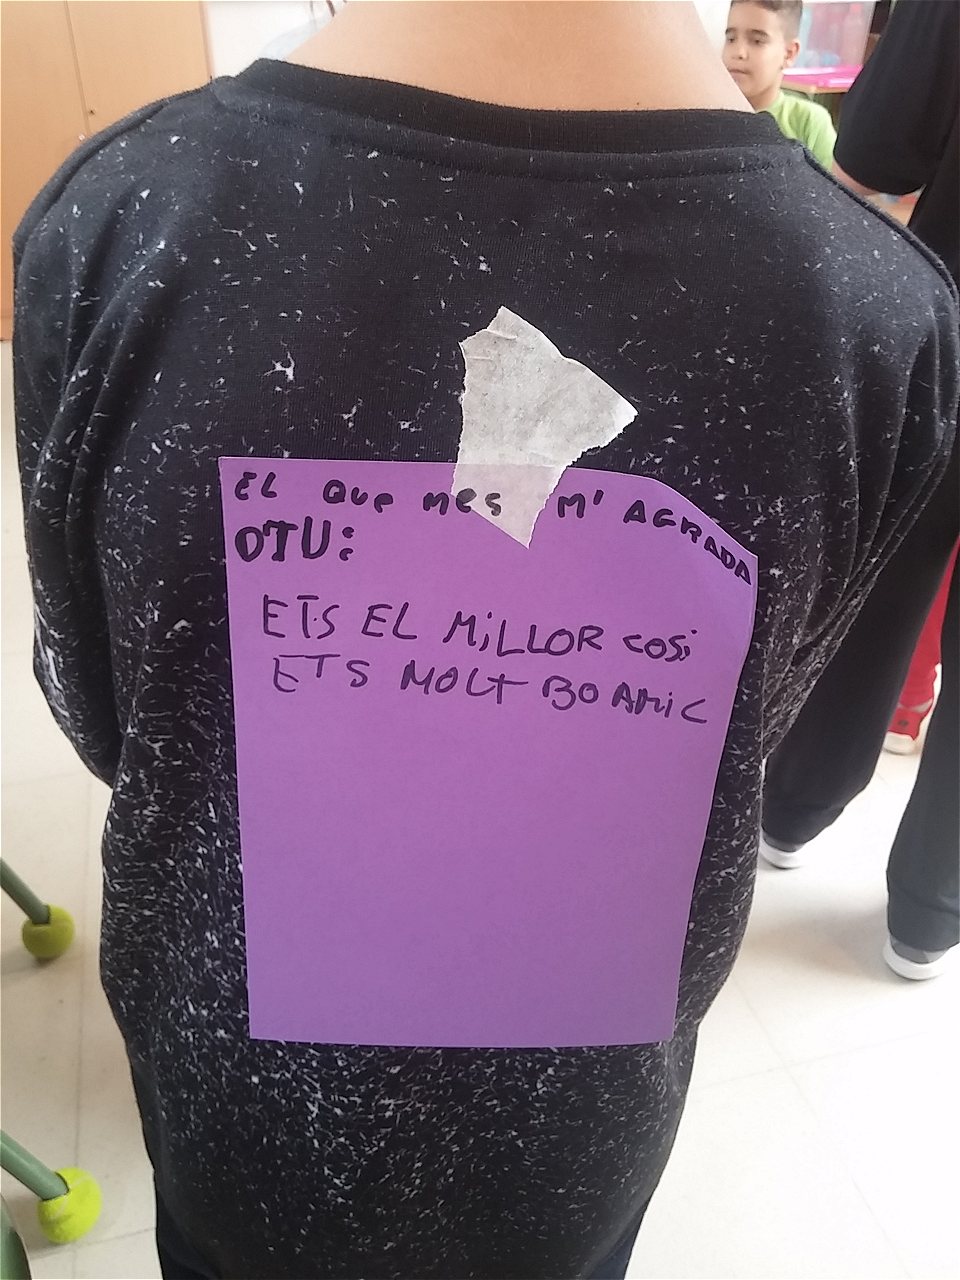 EL QUE MES M' AGRADA
DTU:
ETS EL MiLLOR COSi
ETS MOLT BO AMiC